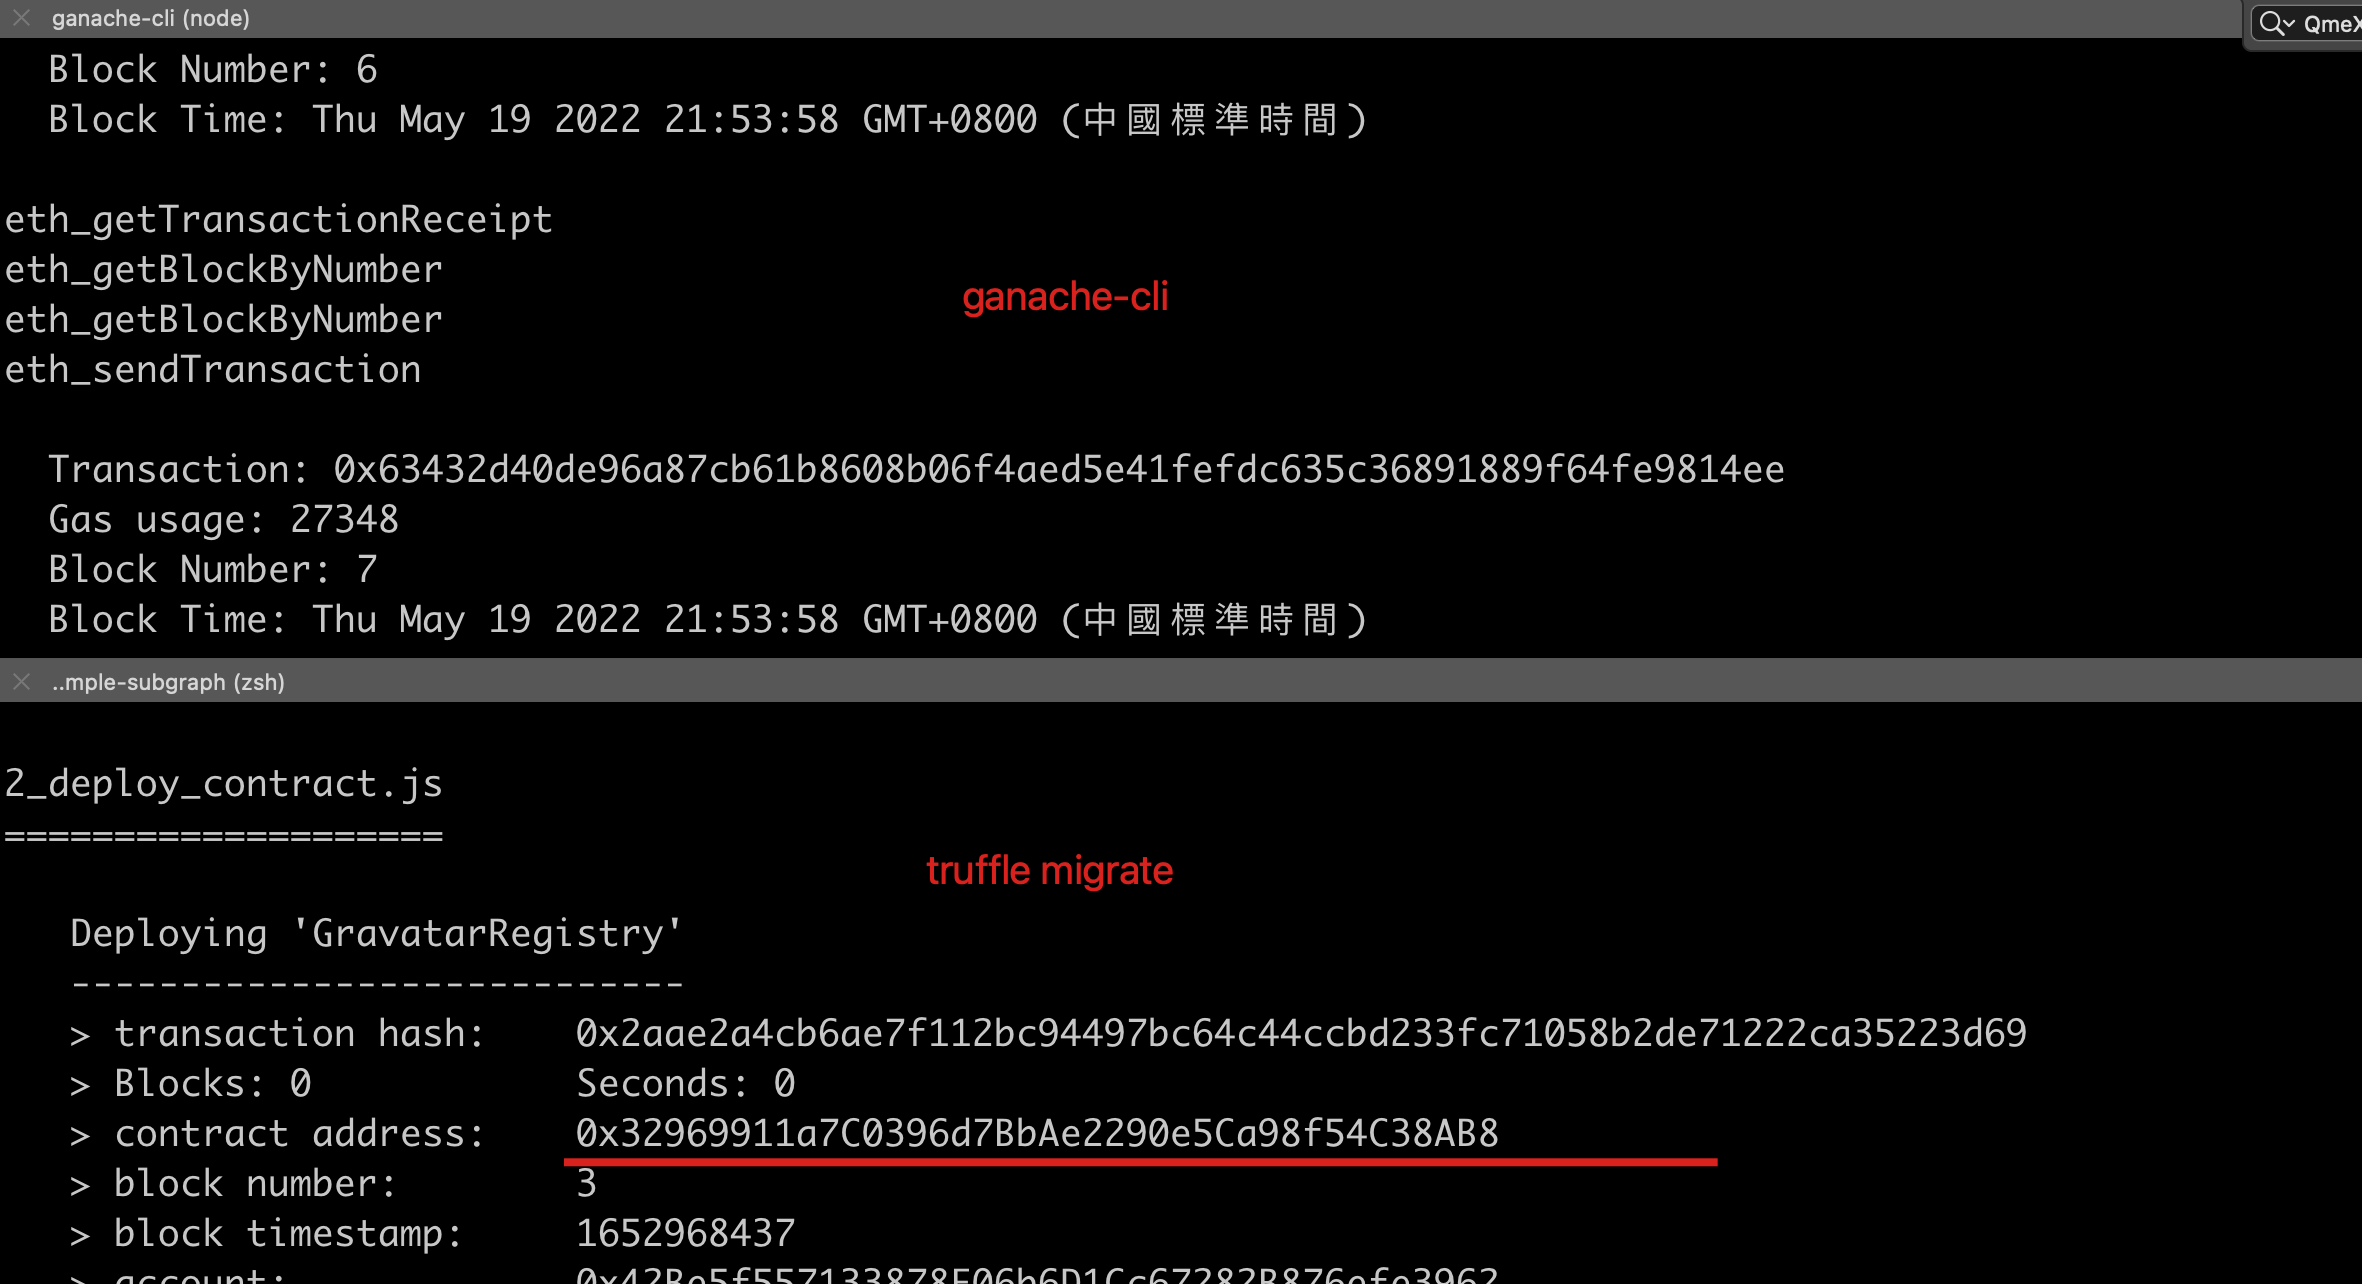 ganache-cli (node)
QmeX
Block Number: 6
Block Time: Thu May 19 2022 21:53:58 GMT+0800 (中國標準時間)
eth_getTransactionReceipt
eth_getBlockByNumber
ganache-cli
eth_getBlockByNumber
eth_sendTransaction
Transaction: 0x63432d40de96a87cb61b8608b06f4aed5e41fefdc635c36891889f64fe9814ee
Gas usage: 27348
Block Number: 7
Block Time: Thu May 19 2022 21:53:58 GMT+0800 (中國標準時間)
..mple-subgraph (zsh)
2_deploy_contract.js
====================
truffle migrate
Deploying 'GravatarRegistry'
----------------------------
> transaction hash: 0x2aae2a4cb6ae7f112bc94497bc64c44ccbd233fc71058b2de71222ca35223d69
> Blocks: 0 Seconds: 0
> contract address: 0x32969911a7C0396d7BbAe2290e5Ca98f54C38AB8
> block number: 3
> block timestamp: 1652968437
> account: